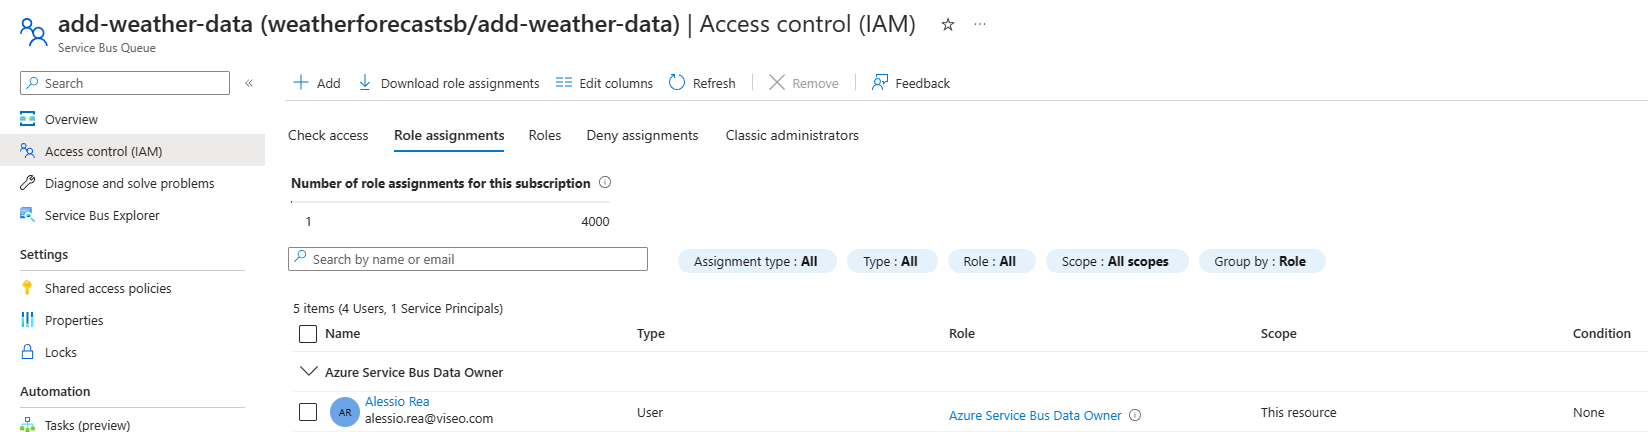 add-weather-data (weatherforecastsb/add-weather-data) | Access control (IAM)
Service Bus Queue
Search
Overview
Access control (IAM)
Diagnose and solve problems
Service Bus Explorer
Settings
Shared access policies
Properties
Locks
Automation
Tasks (preview)
Add Download role assignments Edit columns Refresh Remove Feedback
Check access Role assignments Roles Deny assignments Classic administrators
Number of role assignments for this subscription
1 4000
Search by name or email Assignment type : All Type : All Role : All Scope : All scopes Group by : Role
5 items (4 Users, 1 Service Principals)
Name Type Role Scope Condition
Azure Service Bus Data Owner
AR Alessio Rea
alessio.rea@viseo.com User Azure Service Bus Data Owner This resource None